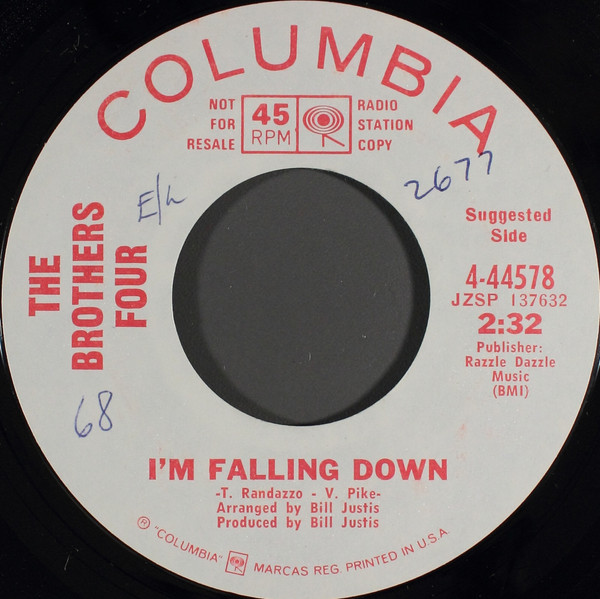 COLUMBIA
NOT
FOR
RESALE
45
RPM
RADIO
STATION
COPY
E/L
2677
THE
BROTHERS
FOUR
Suggested
Side
4-44578
JZSP 137632
2:32
Publisher:
Razzle Dazzle
Music
(BMI)
68
I'M FALLING DOWN
-T. Randazzo - V. Pike-
Arranged by Bill Justis
Produced by Bill Justis
® "COLUMBIA" MARCAS REG. PRINTED IN U.S.A.